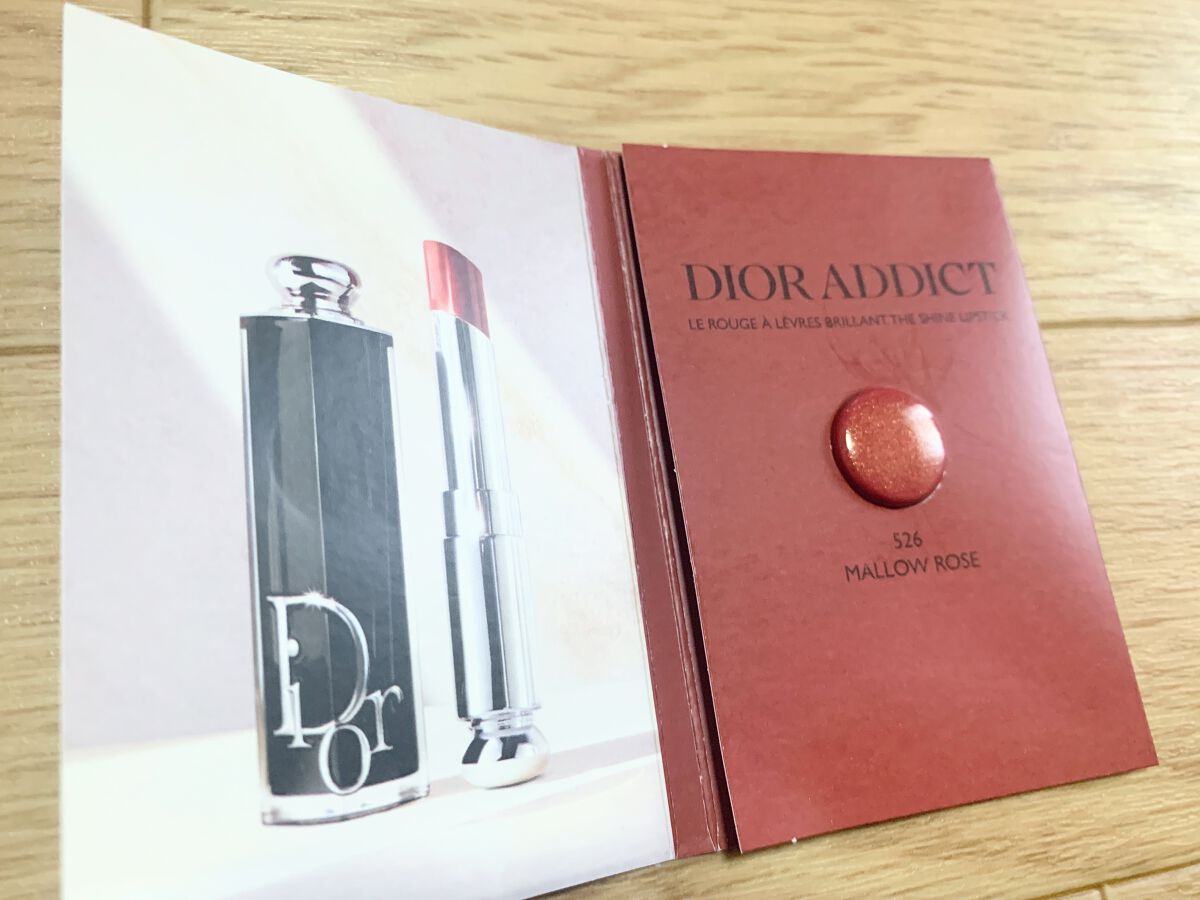 Dior
DIOR ADDICT
LE ROUGE À LÈVRES BRILLANT. THE SHINE LIPSTICK
526
MALLOW ROSE